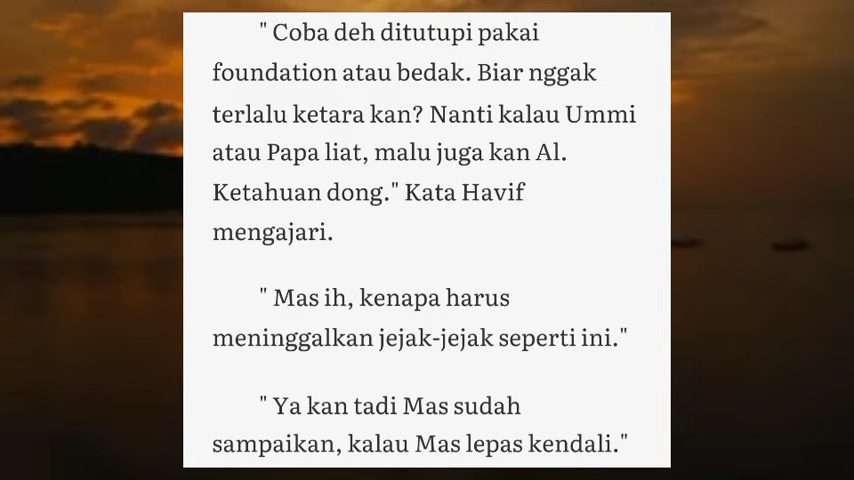 " Coba deh ditutupi pakai
foundation atau bedak. Biar nggak
terlalu ketara kan? Nanti kalau Ummi
atau Papa liat, malu juga kan Al.
Ketahuan dong." Kata Havif
mengajari.
" Mas ih, kenapa harus
meninggalkan jejak-jejak seperti ini."
" Ya kan tadi Mas sudah
sampaikan, kalau Mas lepas kendali."